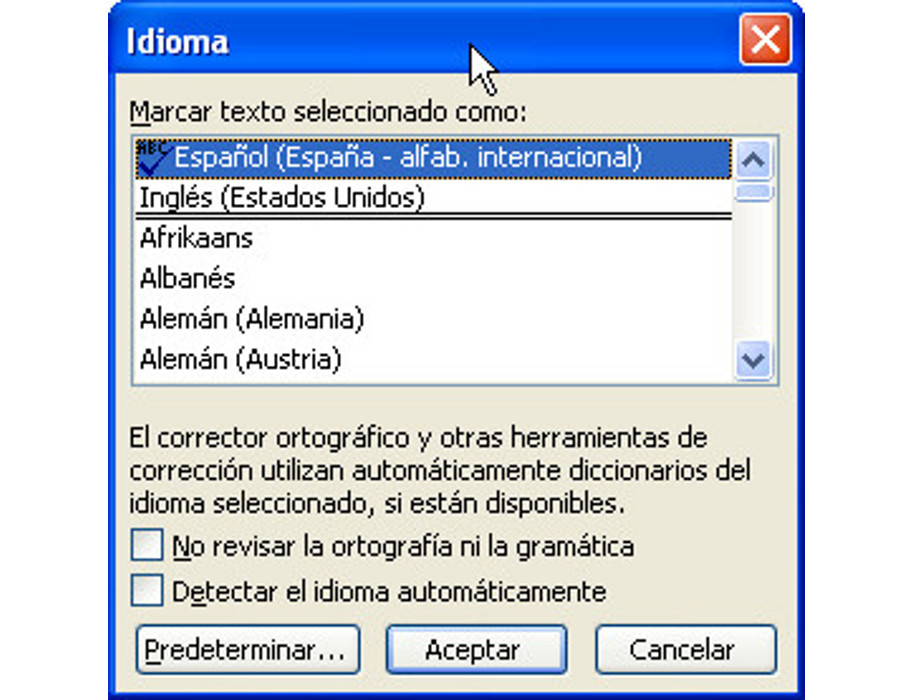 Idioma
Marcar texto seleccionado como:
ABC Español (España - alfab. internacional)
Inglés (Estados Unidos)
Afrikaans
Albanés
Alemán (Alemania)
Alemán (Austria)
El corrector ortográfico y otras herramientas de
corrección utilizan automáticamente diccionarios del
idioma seleccionado, si están disponibles.
No revisar la ortografía ni la gramática
Detectar el idioma automáticamente
Predeterminar... Aceptar Cancelar